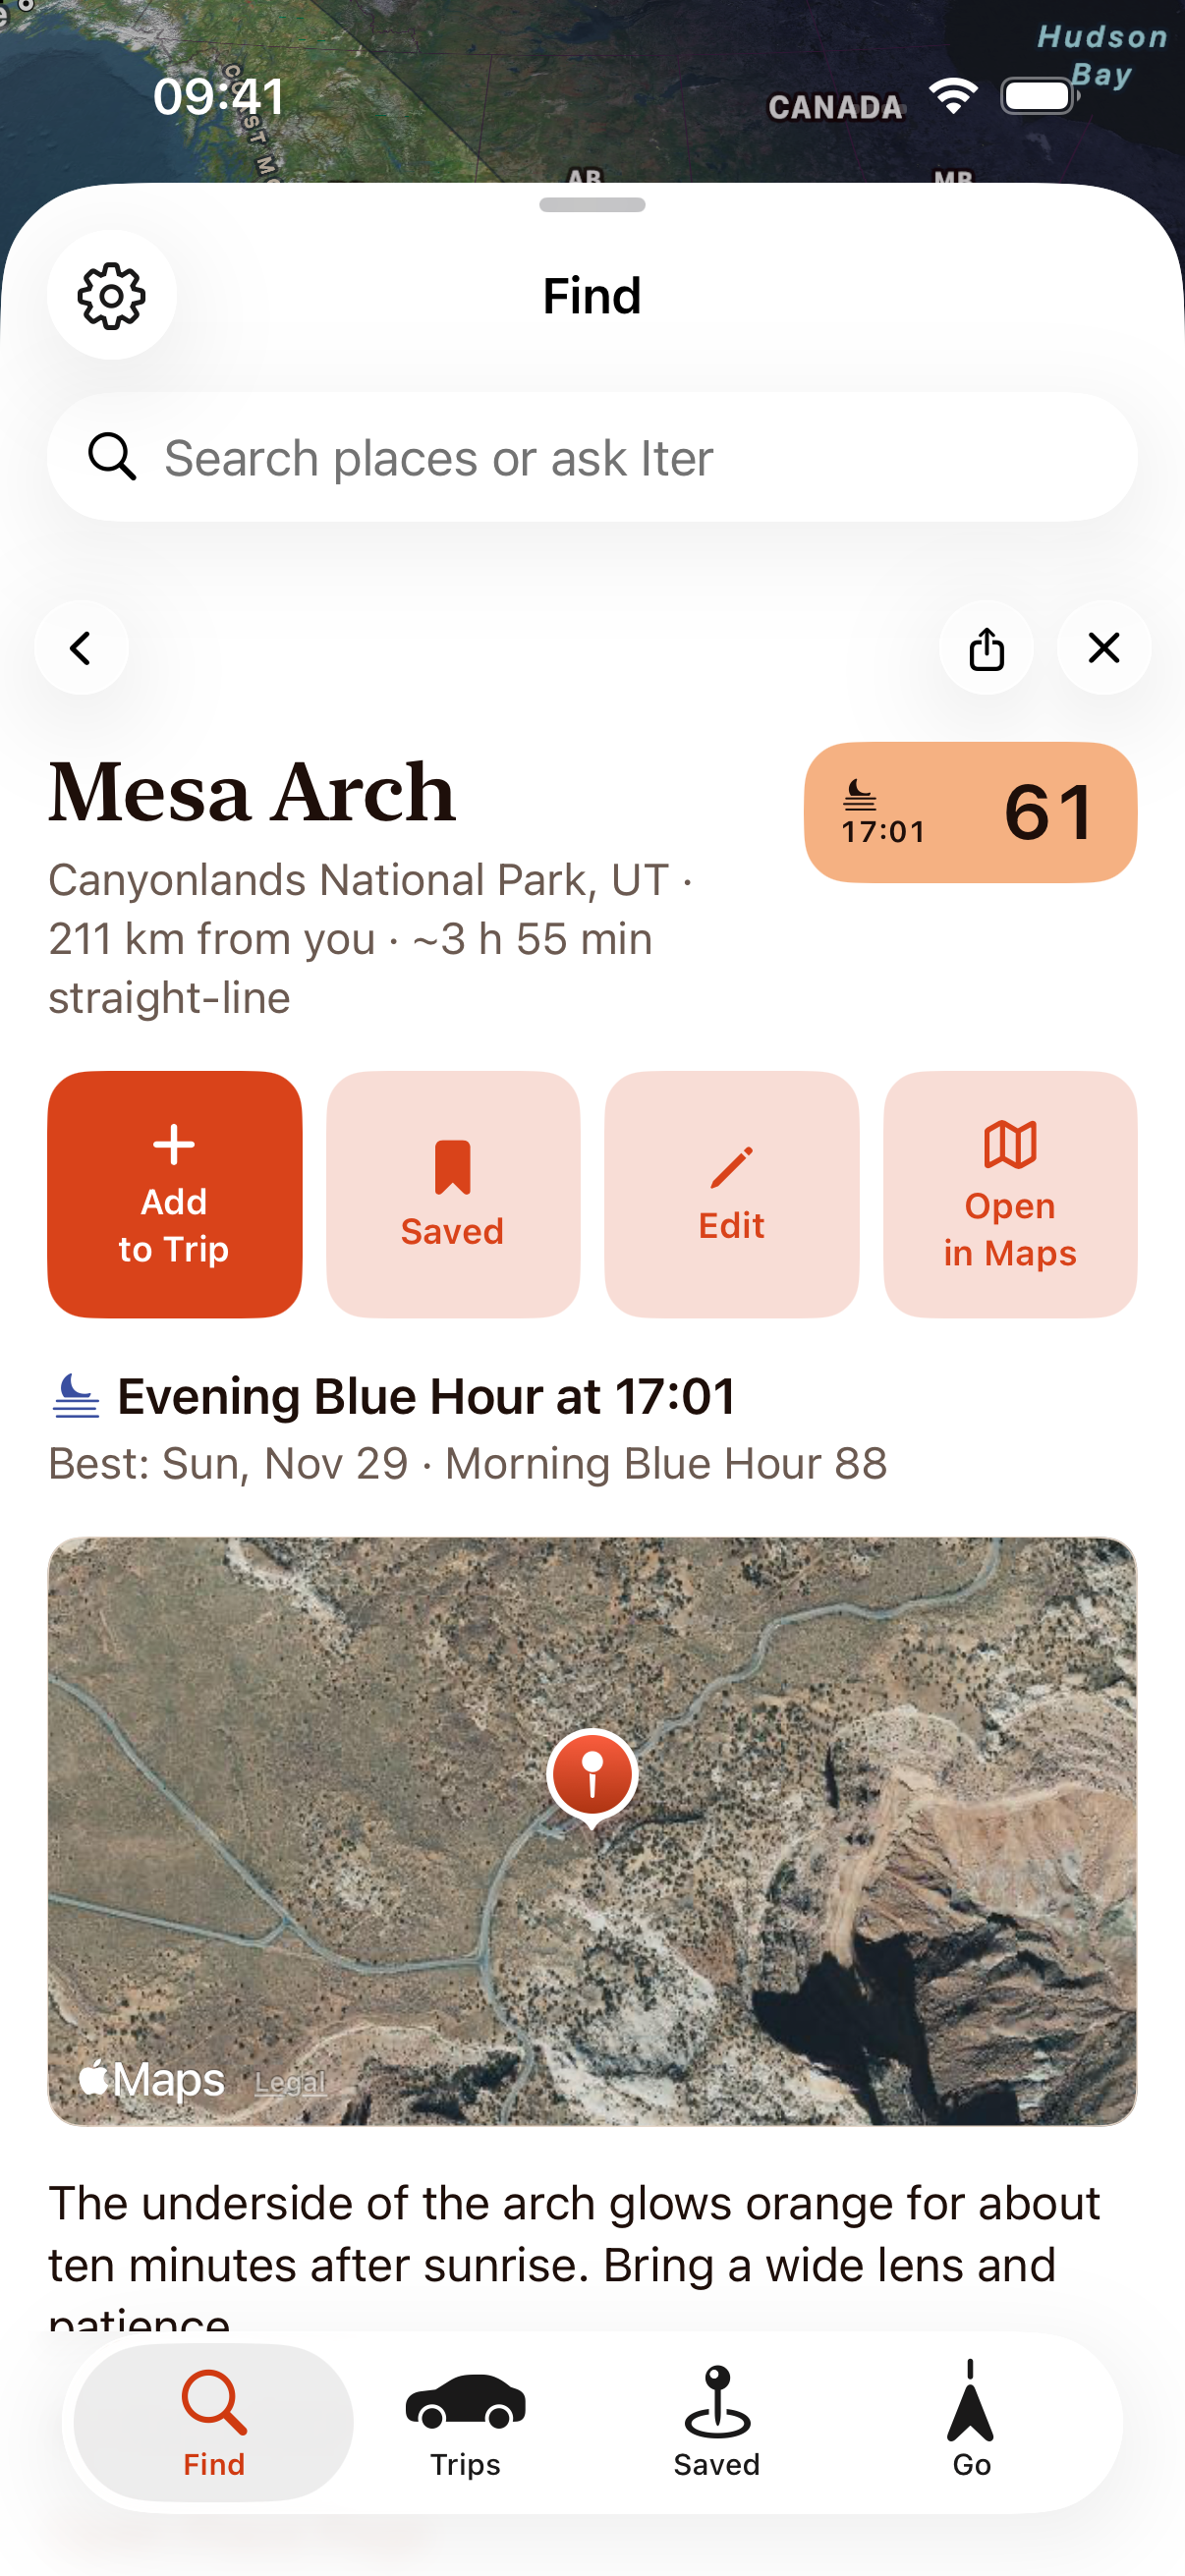 Hudson
Bay
09:41
COAST M
CANADA
AB
MB
Find
Search places or ask Iter
Mesa Arch
17:01
61
Canyonlands National Park, UT ·
211 km from you · ~3 h 55 min
straight-line
Add
to Trip
Saved
Edit
Open
in Maps
Evening Blue Hour at 17:01
Best: Sun, Nov 29 · Morning Blue Hour 88
Maps
Legal
The underside of the arch glows orange for about
ten minutes after sunrise. Bring a wide lens and
patience
Find
Trips
Saved
Go